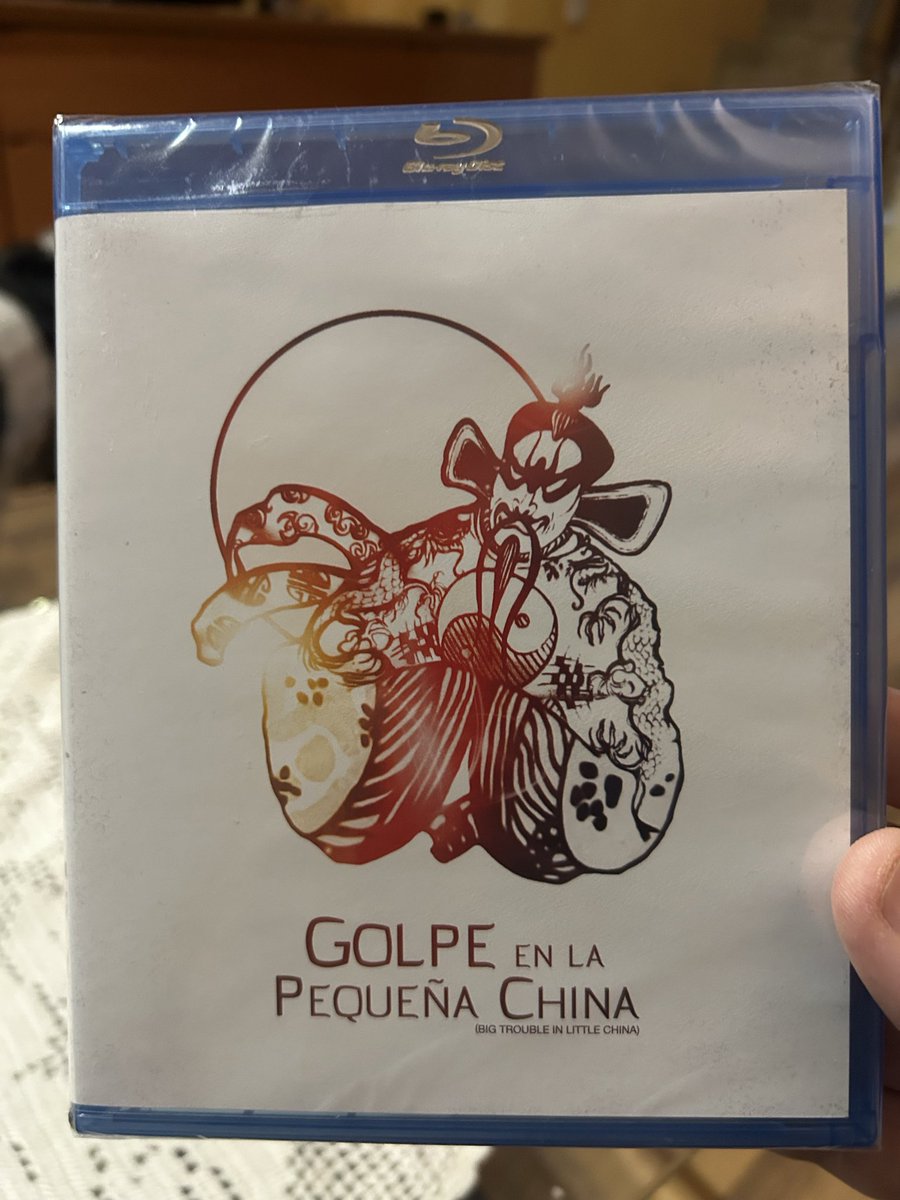 Blu-ray Disc
GOLPE EN LA
PEQUEÑA CHINA
(BIG TROUBLE IN LITTLE CHINA)